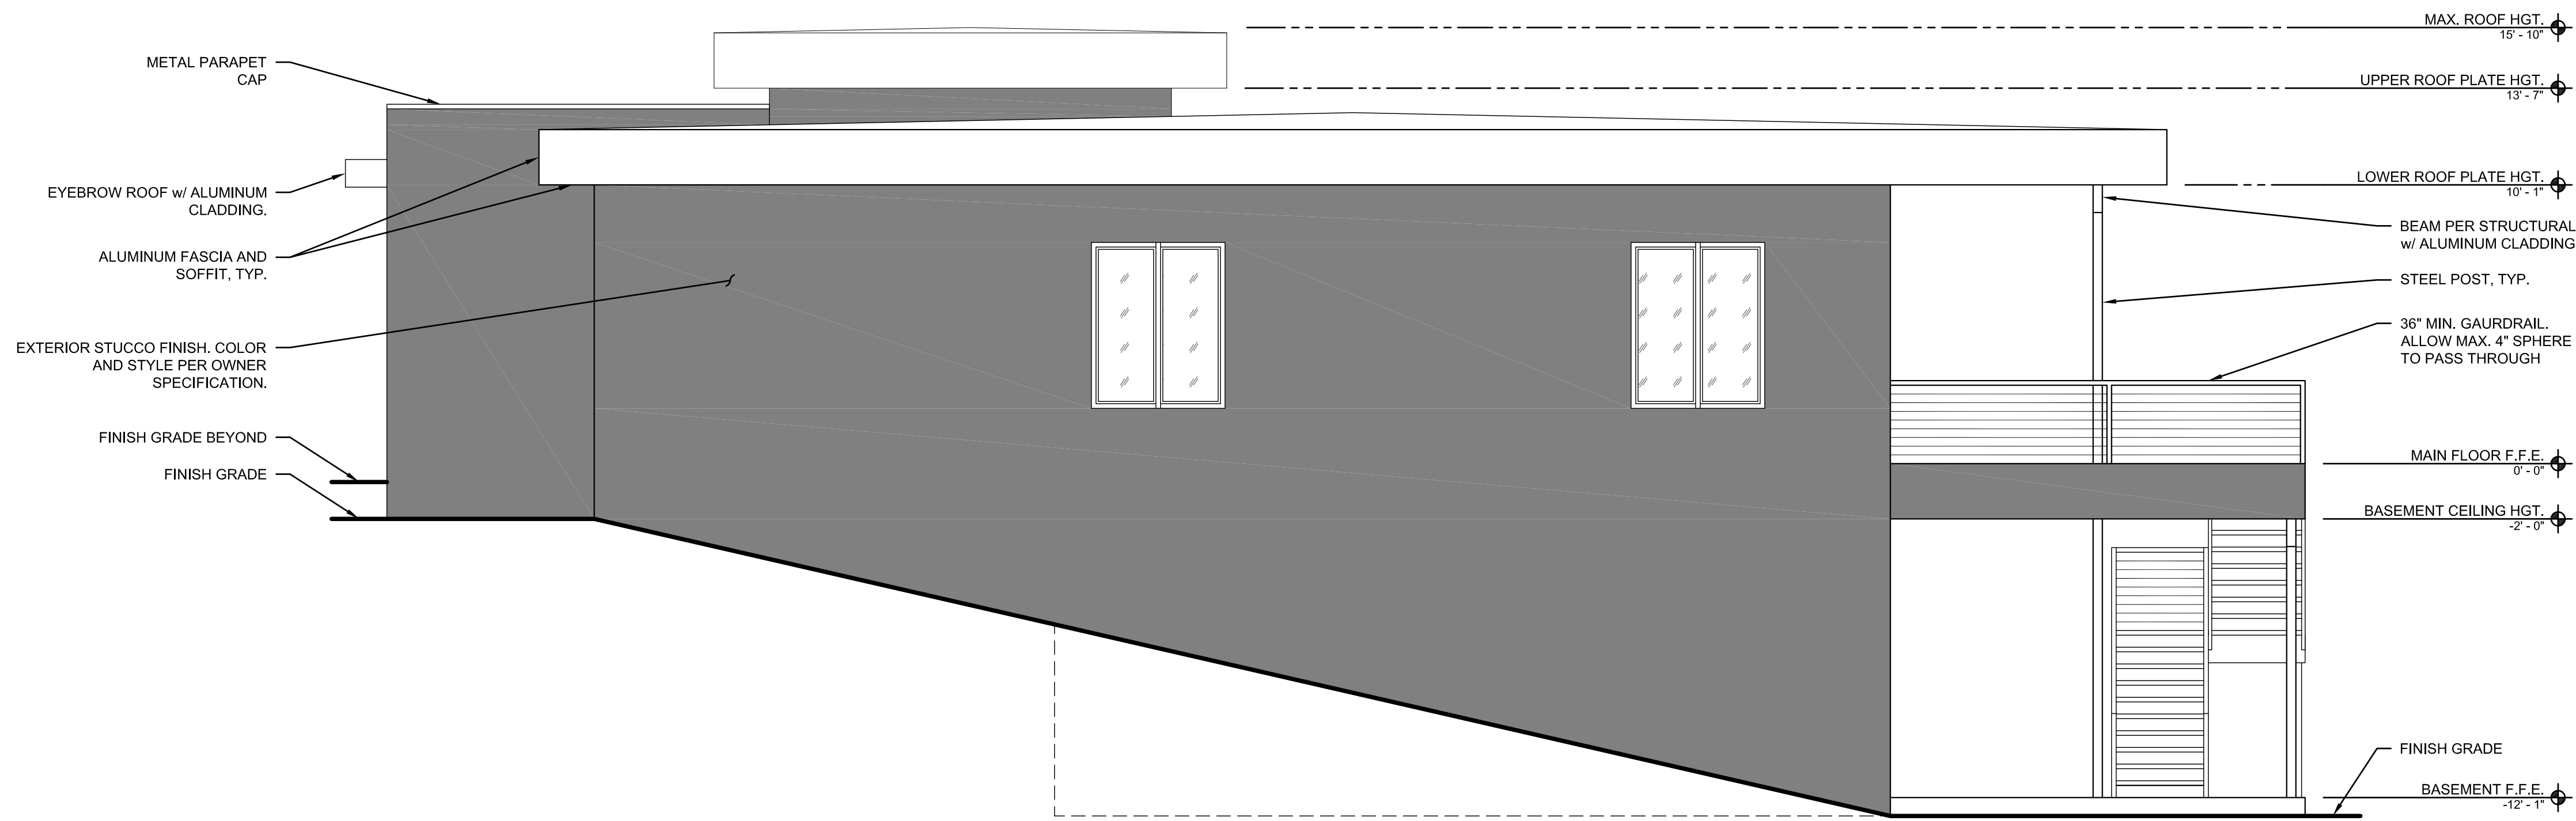 METAL PARAPET
CAP
EYEBROW ROOF w/ ALUMINUM
CLADDING.
ALUMINUM FASCIA AND
SOFFIT, TYP.
EXTERIOR STUCCO FINISH. COLOR
AND STYLE PER OWNER
SPECIFICATION.
FINISH GRADE BEYOND
FINISH GRADE
MAX. ROOF HGT.
15' - 10"
UPPER ROOF PLATE HGT.
13' - 7"
LOWER ROOF PLATE HGT.
10' - 1"
BEAM PER STRUCTURAL
w/ ALUMINUM CLADDING
STEEL POST, TYP.
36" MIN. GAURDRAIL.
ALLOW MAX. 4" SPHERE
TO PASS THROUGH
MAIN FLOOR F.F.E.
0' - 0"
BASEMENT CEILING HGT.
-2' - 0"
FINISH GRADE
BASEMENT F.F.E.
-12' - 1"